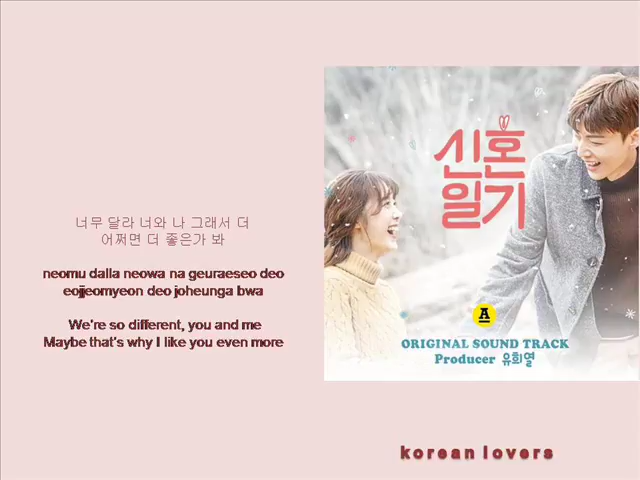 너무 달라 너와 나 그래서 더
어쩌면 더 좋은가 봐
neomu dalla neowa na geuraeseo deo
eojjeomyeon deo joheunga bwa
We're so different, you and me
Maybe that's why I like you even more
신혼
일기
A
ORIGINAL SOUND TRACK
Producer 유희열
korean lovers